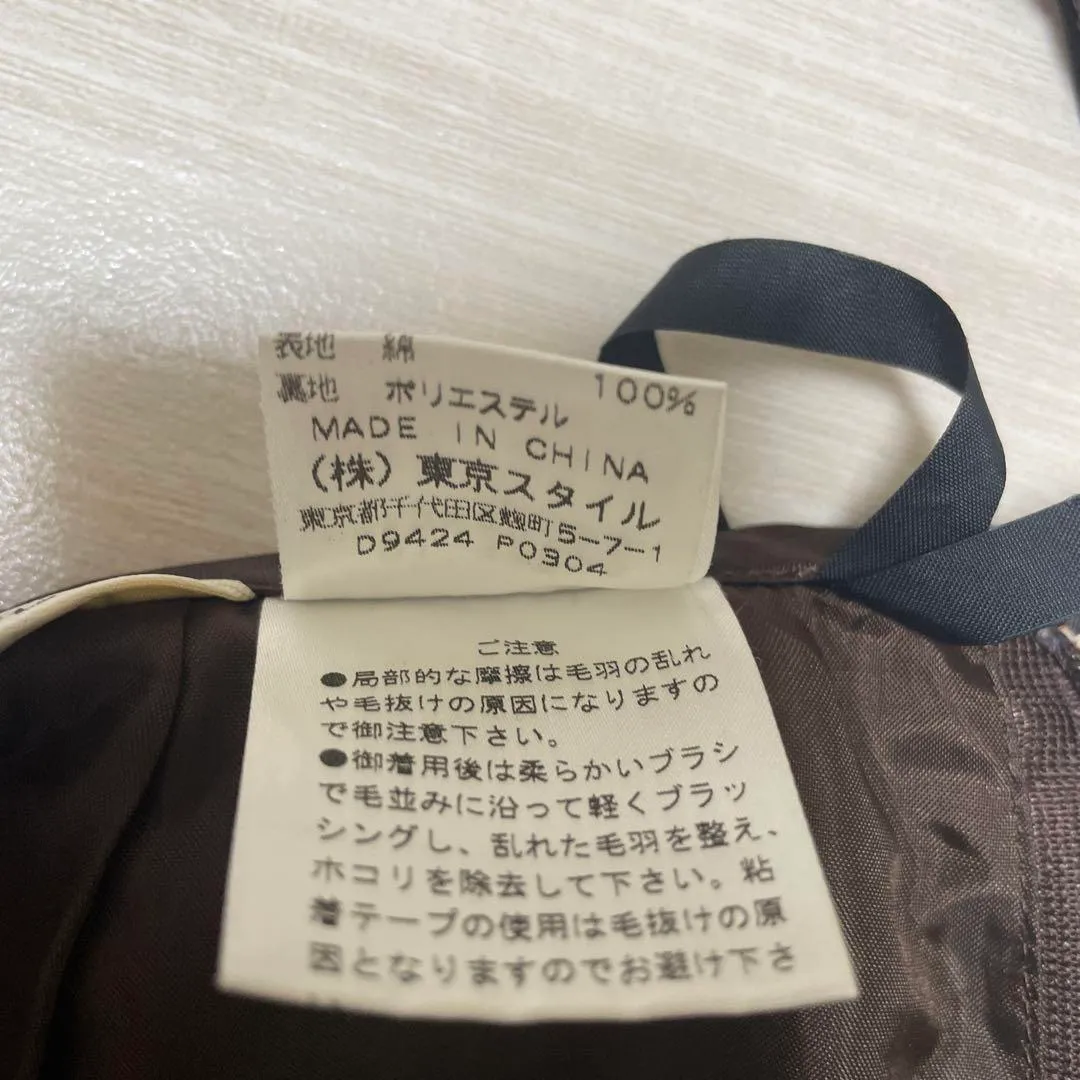 表地 綿
裏地 ポリエステル 100%
MADE IN CHINA
(株) 東京スタイル
東京都千代田区麹町5-7-1
D9424 P0304
ご注意
●局部的な摩擦は毛羽の乱れ
や毛抜けの原因になりますの
で御注意下さい。
●御着用後は柔らかいブラシ
で毛並みに沿って軽くブラッ
シングし、乱れた毛羽を整え、
ホコリを除去して下さい。粘
着テープの使用は毛抜けの原
因となりますのでお避け下さ